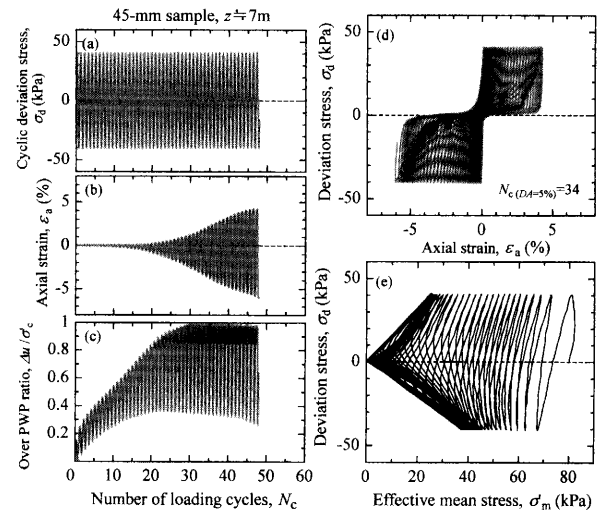 45-mm sample, z≒7m
(a)
Cyclic deviation stress, σd (kPa)
50
0
-50
(b)
Axial strain, εa (%)
5
0
-5
(c)
Over PWP ratio, Δu/σ'c
1
0.8
0.6
0.4
0.2
0 10 20 30 40 50 60
Number of loading cycles, Nc
(d)
Deviation stress, σd (kPa)
50
0
-50
Nc (DA=5%)=34
-5 0 5
Axial strain, εa (%)
(e)
Deviation stress, σd (kPa)
50
0
-50
0 20 40 60 80
Effective mean stress, σ'm (kPa)